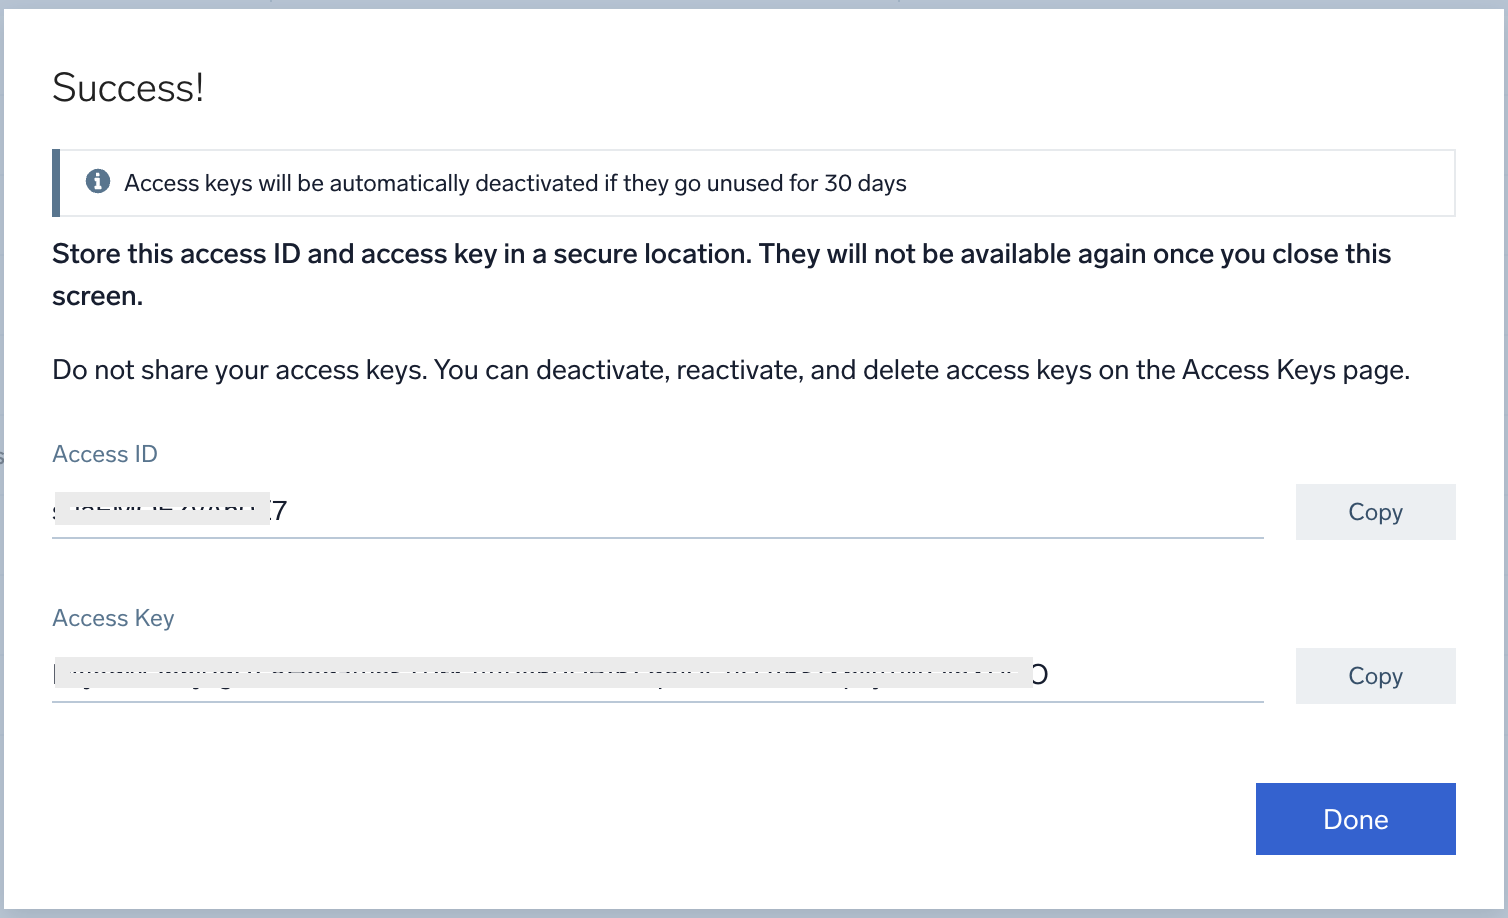 Success!
Access keys will be automatically deactivated if they go unused for 30 days
Store this access ID and access key in a secure location. They will not be available again once you close this
screen.
Do not share your access keys. You can deactivate, reactivate, and delete access keys on the Access Keys page.
Access ID
Copy
Access Key
Copy
Done